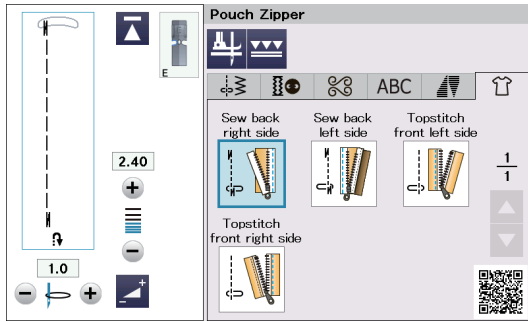 Pouch Zipper
E
ABC
Sew back
right side
Sew back
left side
Topstitch
front left side
2.40
1
1
Topstitch
front right side
1.0